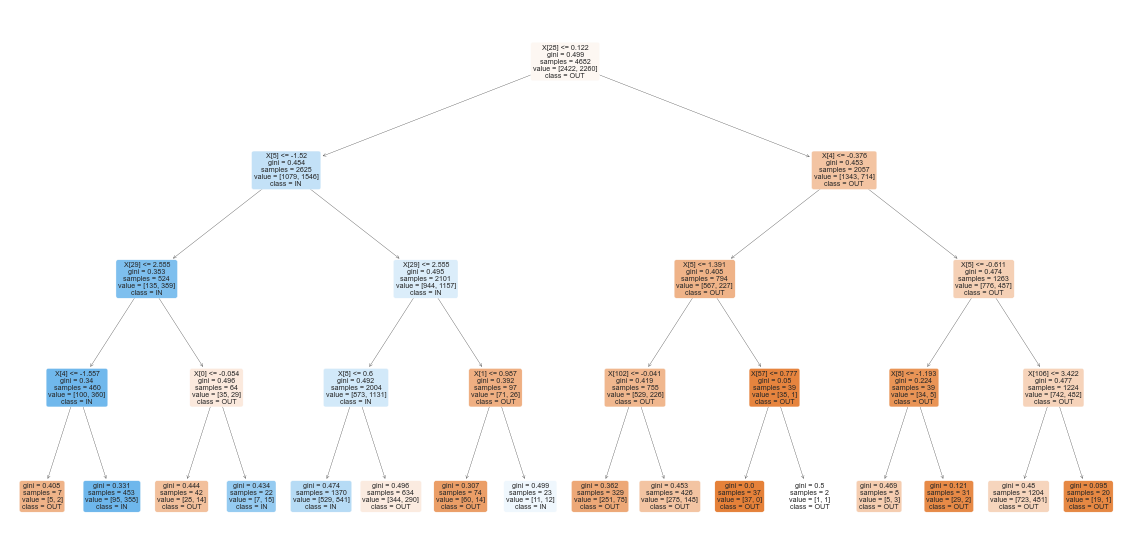 X[28] <= 0.122
gini = 0.499
samples = 4682
value = [2422, 2260]
class = OUT
X[5] <= -1.52
gini = 0.484
samples = 2625
value = [1079, 1546]
class = IN
X[4] <= -0.376
gini = 0.453
samples = 2057
value = [1343, 714]
class = OUT
X[29] <= 2.555
gini = 0.383
samples = 524
value = [135, 389]
class = IN
X[29] <= 2.555
gini = 0.495
samples = 2101
value = [944, 1157]
class = IN
X[5] <= 1.391
gini = 0.408
samples = 794
value = [567, 227]
class = OUT
X[5] <= -0.611
gini = 0.474
samples = 1263
value = [776, 487]
class = OUT
X[4] <= -1.557
gini = 0.34
samples = 460
value = [100, 360]
class = IN
X[0] <= -0.054
gini = 0.496
samples = 64
value = [35, 29]
class = OUT
X[8] <= 0.6
gini = 0.492
samples = 2004
value = [873, 1131]
class = IN
X[1] <= 0.957
gini = 0.392
samples = 97
value = [71, 26]
class = OUT
X[102] <= -0.041
gini = 0.419
samples = 755
value = [529, 226]
class = OUT
X[57] <= 0.777
gini = 0.05
samples = 39
value = [38, 1]
class = OUT
X[8] <= -1.193
gini = 0.224
samples = 39
value = [34, 5]
class = OUT
X[106] <= 3.422
gini = 0.477
samples = 1224
value = [742, 482]
class = OUT
gini = 0.408
samples = 7
value = [5, 2]
class = OUT
gini = 0.331
samples = 453
value = [95, 358]
class = IN
gini = 0.444
samples = 42
value = [28, 14]
class = OUT
gini = 0.434
samples = 22
value = [7, 15]
class = IN
gini = 0.474
samples = 1370
value = [529, 841]
class = IN
gini = 0.496
samples = 634
value = [344, 290]
class = OUT
gini = 0.307
samples = 74
value = [60, 14]
class = OUT
gini = 0.499
samples = 23
value = [11, 12]
class = IN
gini = 0.362
samples = 329
value = [251, 78]
class = OUT
gini = 0.453
samples = 426
value = [278, 148]
class = OUT
gini = 0.0
samples = 37
value = [37, 0]
class = OUT
gini = 0.5
samples = 2
value = [1, 1]
class = OUT
gini = 0.469
samples = 8
value = [5, 3]
class = OUT
gini = 0.121
samples = 31
value = [29, 2]
class = OUT
gini = 0.48
samples = 1204
value = [723, 481]
class = OUT
gini = 0.095
samples = 20
value = [19, 1]
class = OUT